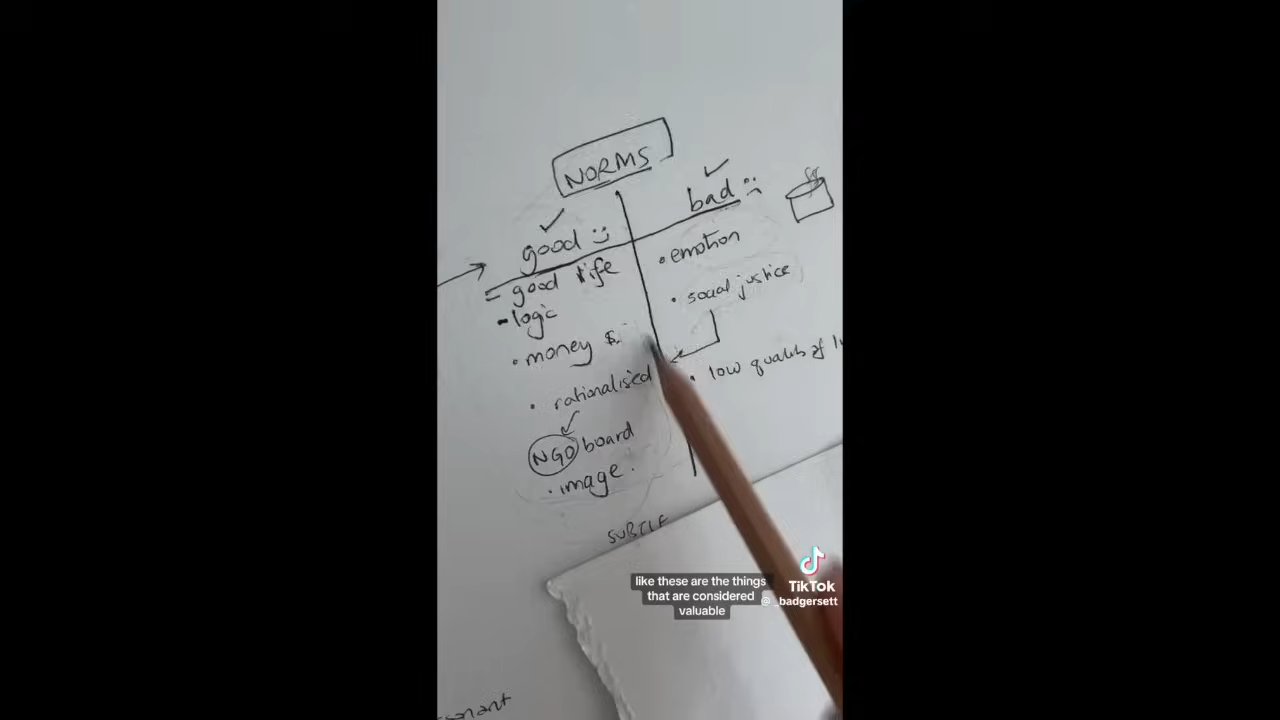 NORMS
good :)
bad :(
= good life
- logic
• money $
• rationalised
NGO board
• image.
• emotion
• social justice
• low quality of
SUBTLE
like these are the things
that are considered
valuable
TikTok
@_badgersett